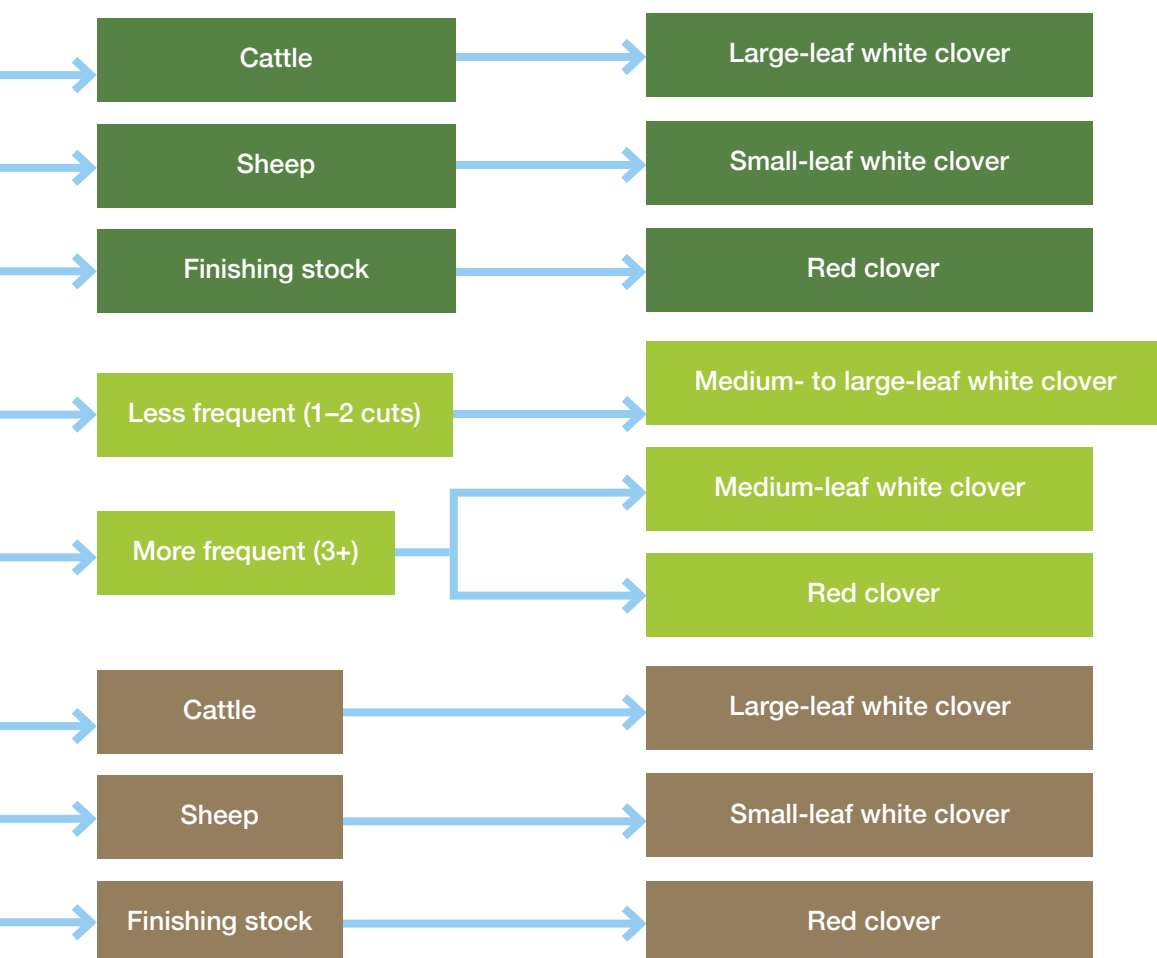 Cattle
Large-leaf white clover
Sheep
Small-leaf white clover
Finishing stock
Red clover
Less frequent (1–2 cuts)
Medium- to large-leaf white clover
More frequent (3+)
Medium-leaf white clover
Red clover
Cattle
Large-leaf white clover
Sheep
Small-leaf white clover
Finishing stock
Red clover